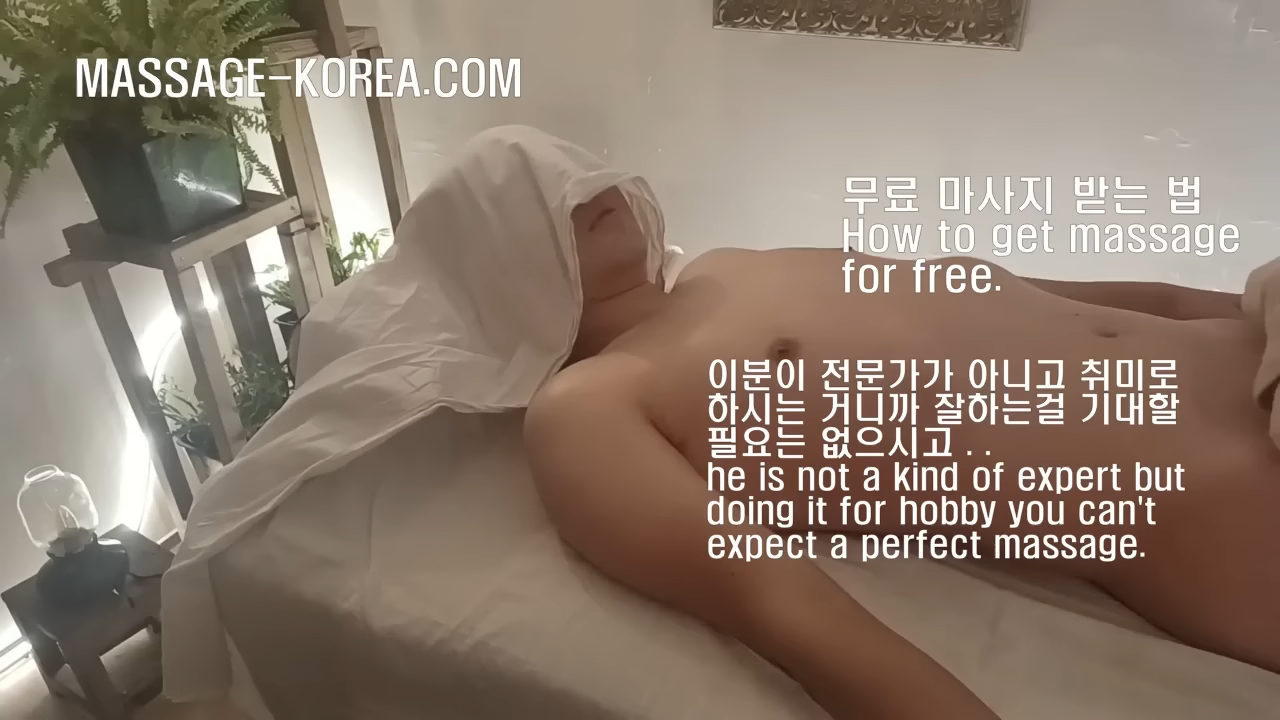 MASSAGE-KOREA.COM
무료 마사지 받는 법
How to get massage
for free.
이분이 전문가가 아니고 취미로
하시는 거니까 잘하는걸 기대할
필요는 없으시고 . .
he is not a kind of expert but
doing it for hobby you can't
expect a perfect massage.